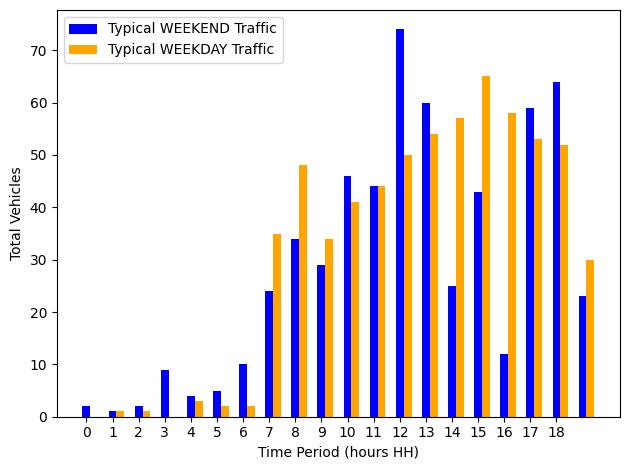 Typical WEEKEND Traffic
Typical WEEKDAY Traffic
70
60
50
40
30
20
10
0
Total Vehicles
0 1 2 3 4 5 6 7 8 9 10 11 12 13 14 15 16 17 18
Time Period (hours HH)